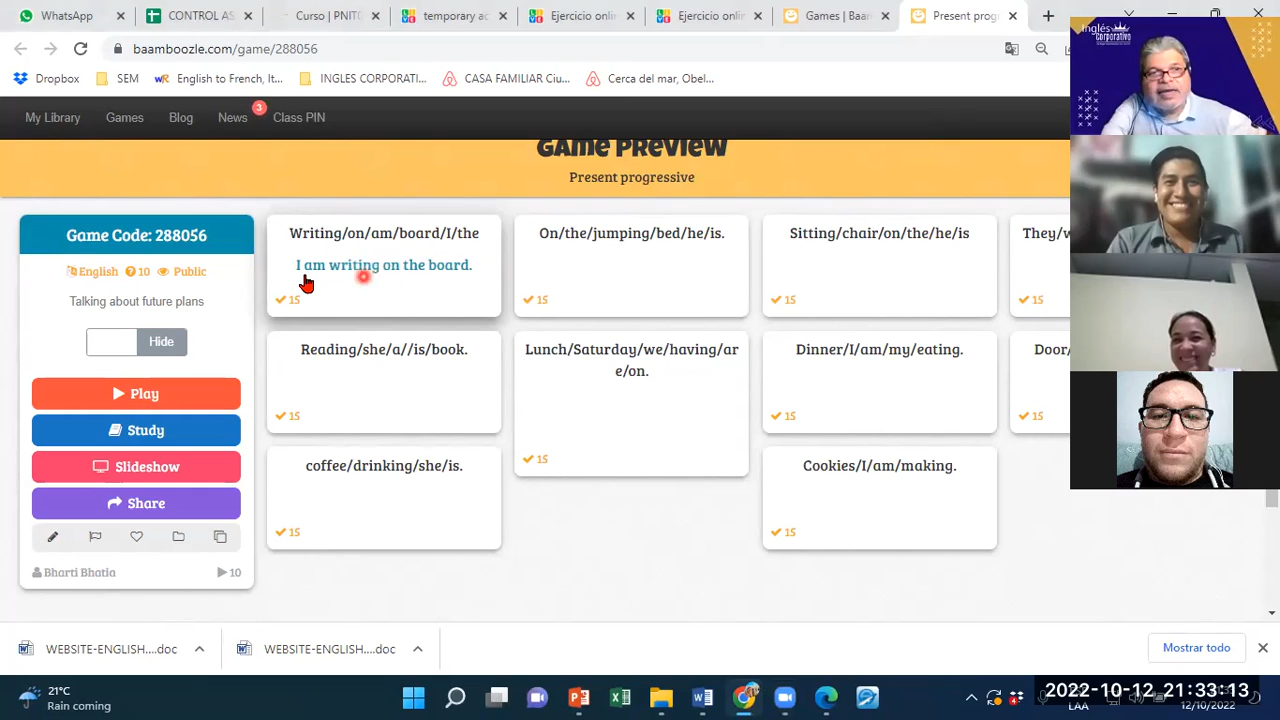 WhatsApp
CONTROL AS
Curso | PNIT
temporary
Ejercicio onlin
Ejercicio onlin
Games | Baam
Present prog
baamboozle.com/game/288056
Dropbox
SEM
English to French, It...
INGLES CORPORATI...
CASA FAMILIAR Ciu...
Cerca del mar, Obel...
My Library
Games
Blog
News
3
Class PIN
Game Preview
Present progressive
Game Code: 288056
English 10 Public
Talking about future plans
Hide
Play
Study
Slideshow
Share
Bharti Bhatia
10
Writing/on/am/board/I/the
I am writing on the board.
15
On/the/jumping/bed/he/is.
15
Sitting/chair/on/the/he/is
15
They/w
15
Reading/she/a//is/book.
15
Lunch/Saturday/we/having/ar
e/on.
15
Dinner/I/am/my/eating.
15
Door/
15
coffee/drinking/she/is.
15
Cookies/I/am/making.
15
Inglés
corporativo
WEBSITE-ENGLISH....doc
WEBSITE-ENGLISH....doc
Mostrar todo
21°C
Rain coming
2022-10-12 21:33:13
LAA
12/10/2022